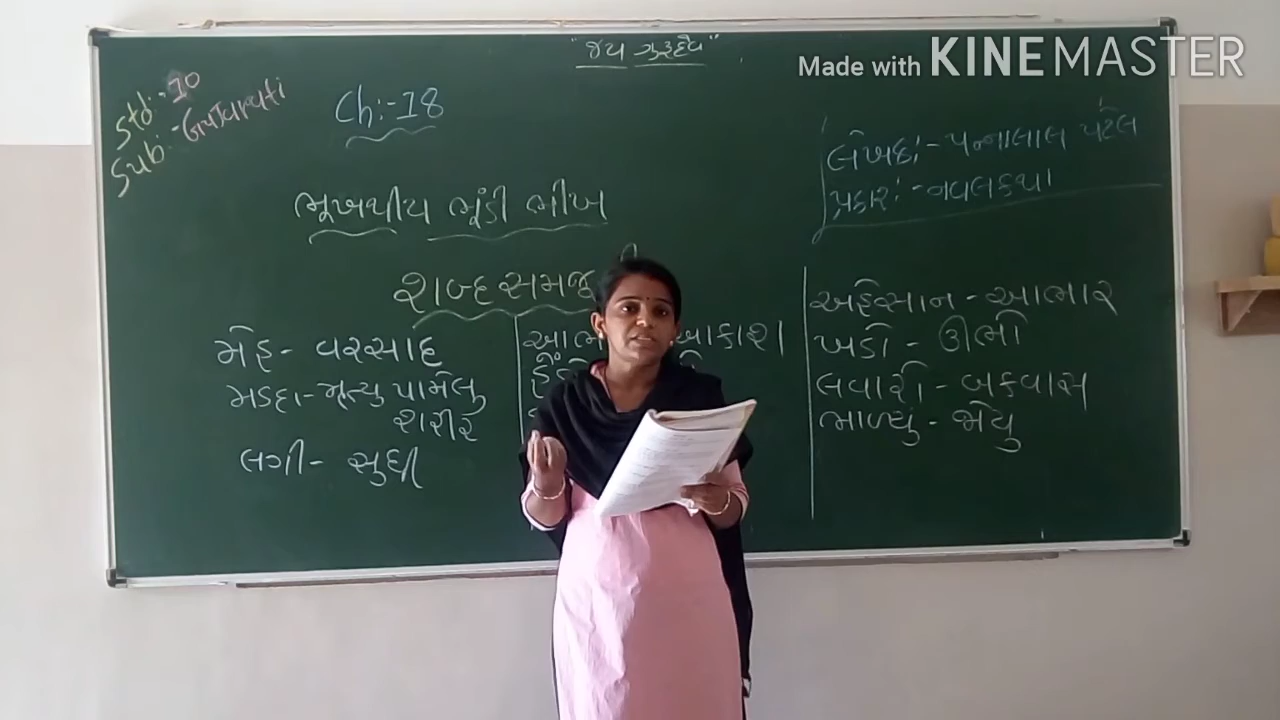 "જય ગુરુદેવ"
Made with KINEMASTER
Std:- 10
Sub:- Gujarati
Ch:-18
લેખક:- પન્નાલાલ પટેલ
પ્રકાર:- નવલકથા
ભૂખથીય ભૂંડી ભીખ
શબ્દસમજૂ
મેહ - વરસાદ
મડદા - મૃત્યુ પામેલુ
શરીર
લગી - સુધી
આભ આકાશ
અહેસાન - આભાર
ખડી - ઊભી
લવારી - બકવાસ
ભાળ્યું - જોયુ